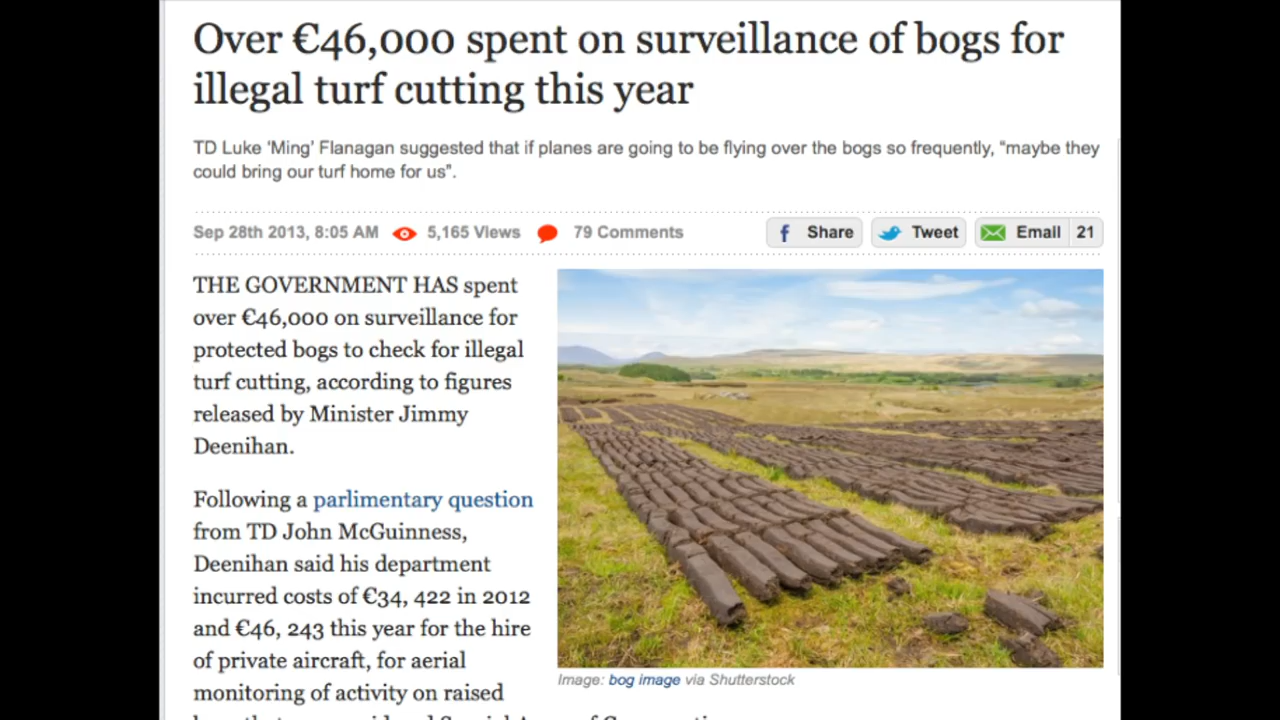 Over €46,000 spent on surveillance of bogs for
illegal turf cutting this year
TD Luke 'Ming' Flanagan suggested that if planes are going to be flying over the bogs so frequently, "maybe they
could bring our turf home for us".
Sep 28th 2013, 8:05 AM 5,165 Views 79 Comments Share Tweet Email 21
THE GOVERNMENT HAS spent
over €46,000 on surveillance for
protected bogs to check for illegal
turf cutting, according to figures
released by Minister Jimmy
Deenihan.
Following a parlimentary question
from TD John McGuinness,
Deenihan said his department
incurred costs of €34, 422 in 2012
and €46, 243 this year for the hire
of private aircraft, for aerial
monitoring of activity on raised
Image: bog image via Shutterstock